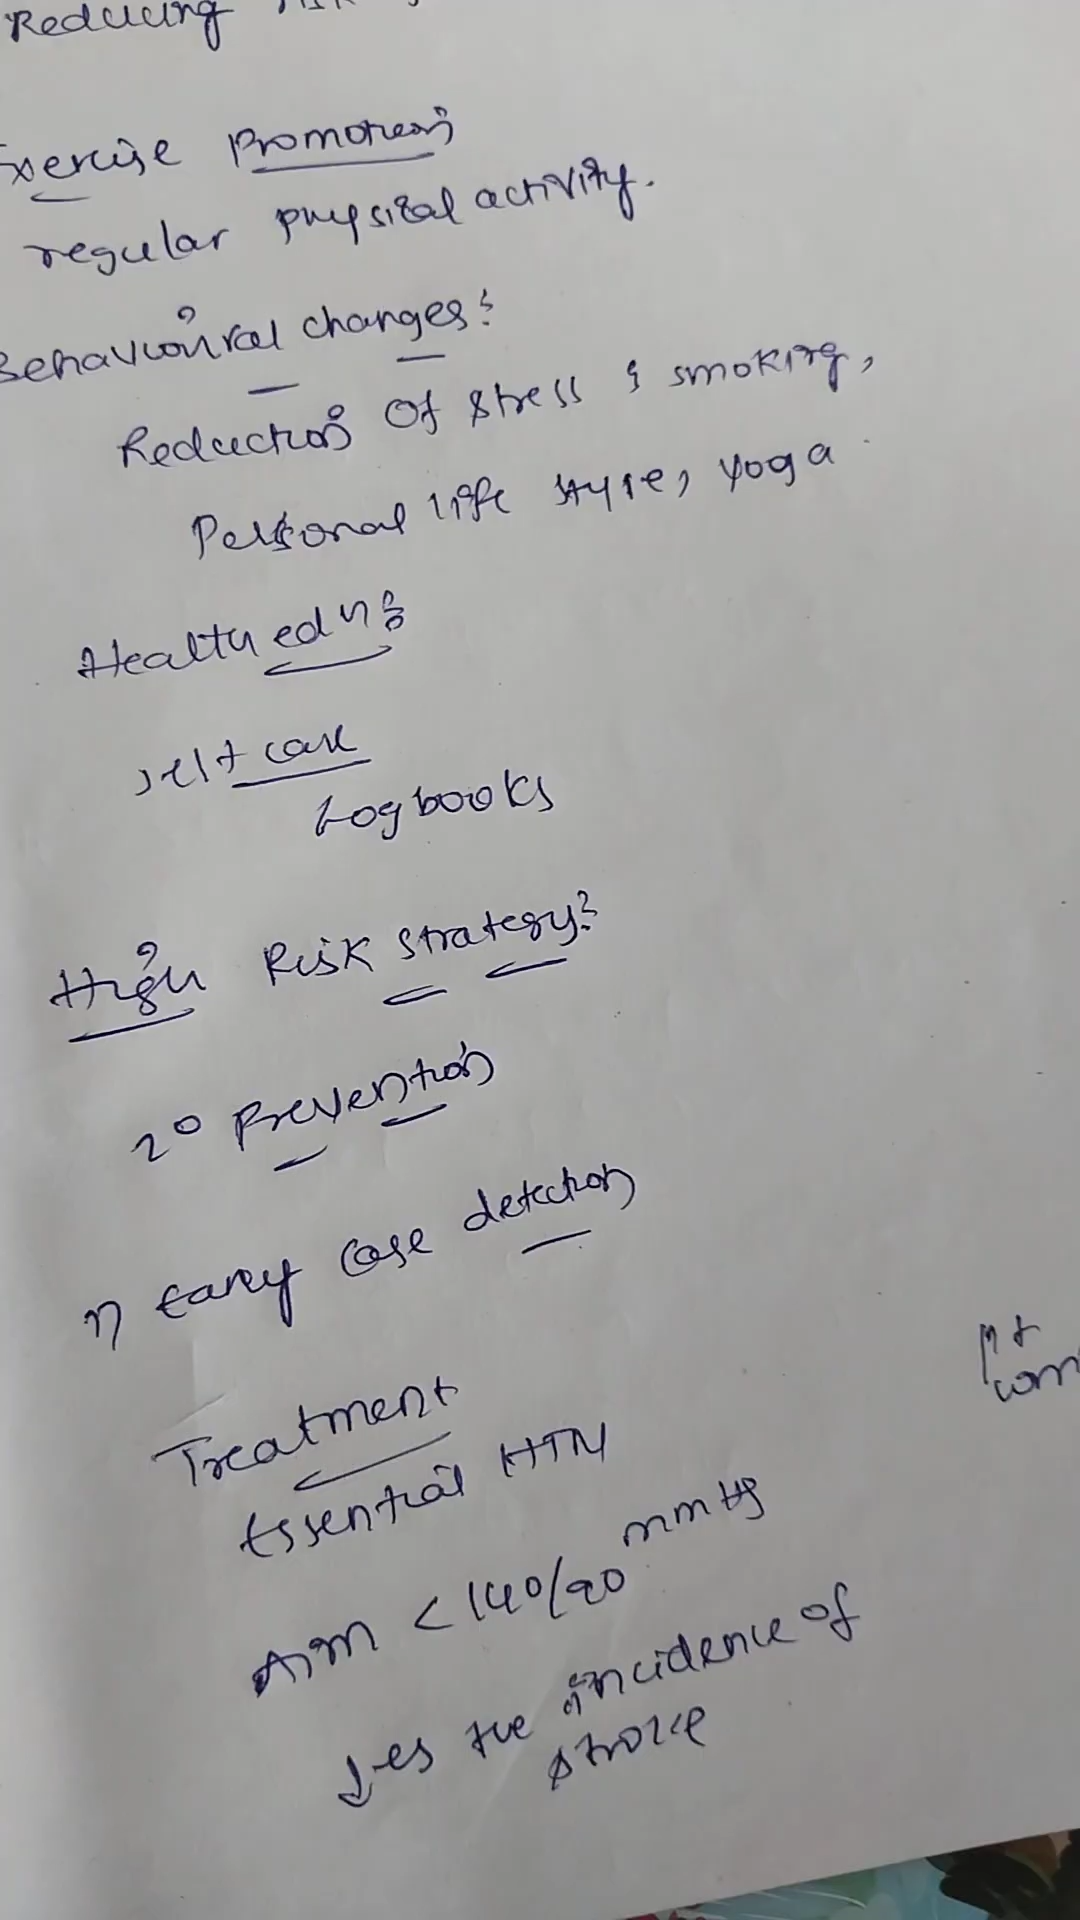 Reducing
Exercise Promotion
regular physical activity.
Behavioural changes:
Reduction of stress & smoking,
Personal life style, yoga
Health edn:
self care
Log books
High Risk strategy:
2° Prevention
1) Early case detection
Treatment
Essential HTN
Aim < 140/90 mmHg
↓es the incidence of
stroke